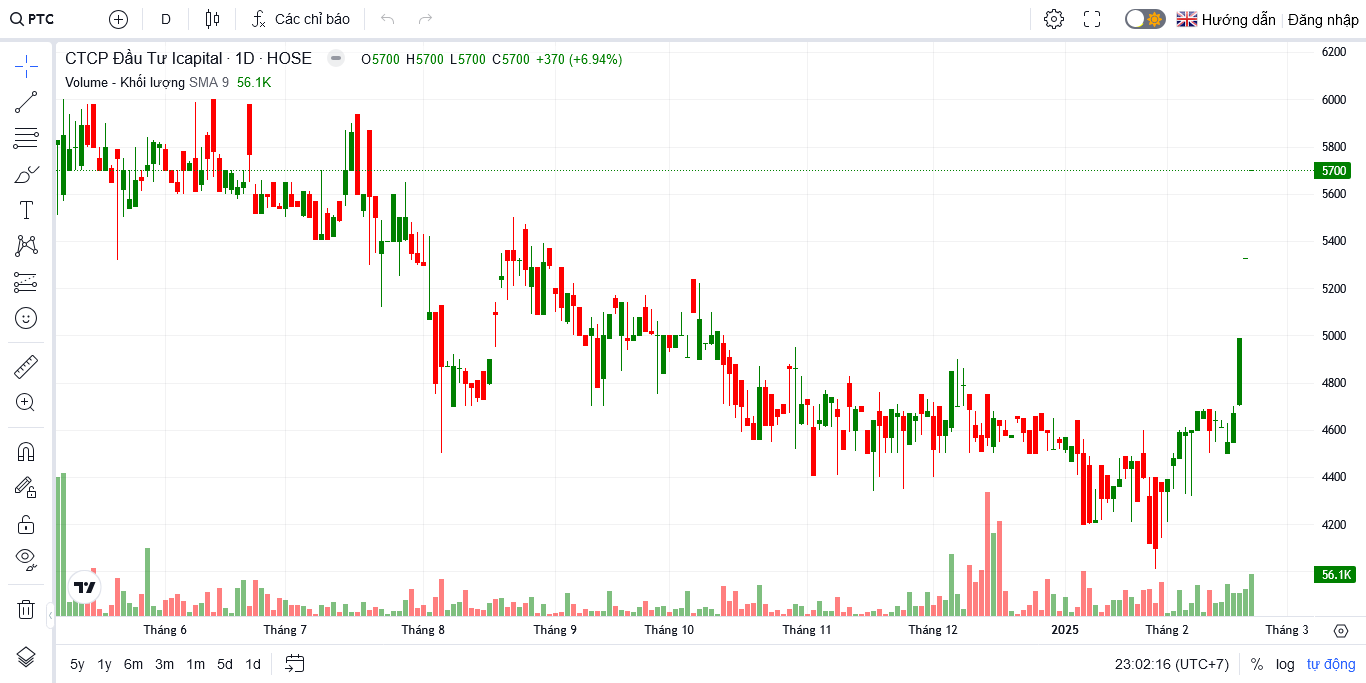 PTC D Các chỉ báo Hướng dẫn Đăng nhập
CTCP Đầu Tư Icapital · 1D · HOSE O5700 H5700 L5700 C5700 +370 (+6.94%)
Volume - Khối lượng SMA 9 56.1K
6200
6000
5800
5700
5600
5400
5200
5000
4800
4600
4400
4200
56.1K
Tháng 6 Tháng 7 Tháng 8 Tháng 9 Tháng 10 Tháng 11 Tháng 12 2025 Tháng 2 Tháng 3
5y 1y 6m 3m 1m 5d 1d 23:02:16 (UTC+7) % log tự động